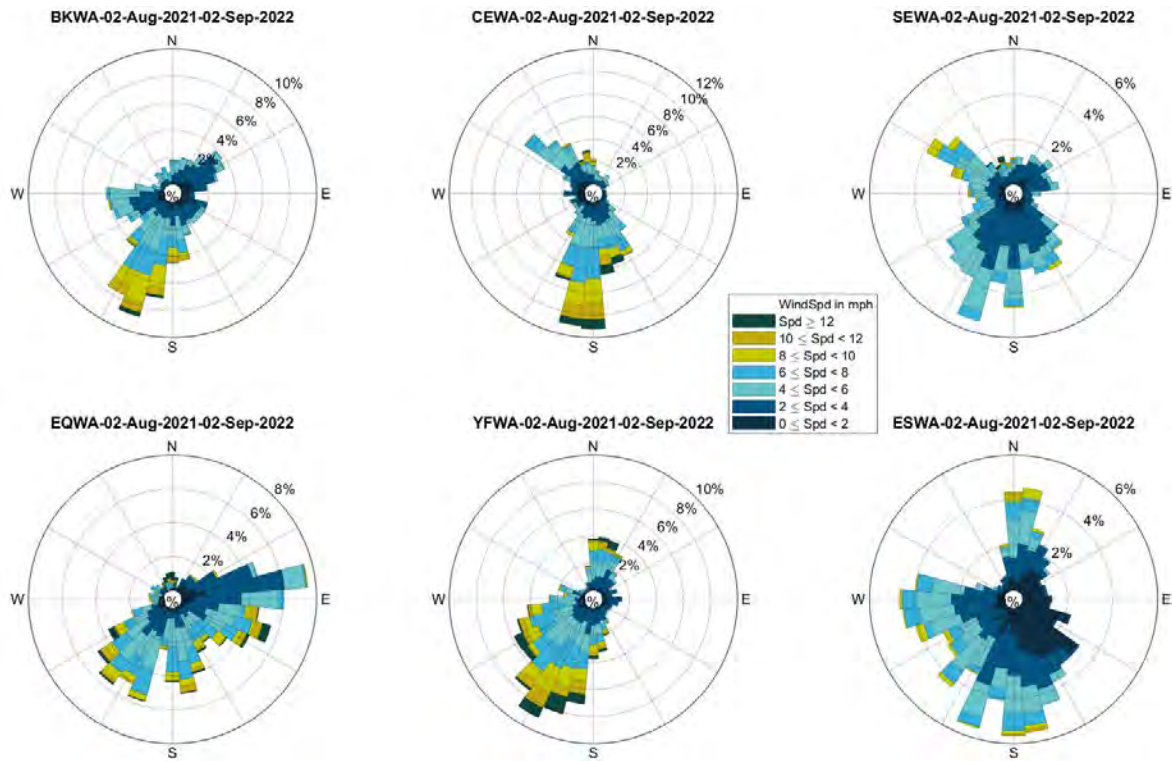 BKWA-02-Aug-2021-02-Sep-2022
N
10%
8%
6%
4%
2%
%
W
E
S
CEWA-02-Aug-2021-02-Sep-2022
N
12%
10%
8%
6%
4%
2%
%
W
E
S
SEWA-02-Aug-2021-02-Sep-2022
N
6%
4%
2%
%
W
E
S
WindSpd in mph
Spd ≥ 12
10 ≤ Spd < 12
8 ≤ Spd < 10
6 ≤ Spd < 8
4 ≤ Spd < 6
2 ≤ Spd < 4
0 ≤ Spd < 2
EQWA-02-Aug-2021-02-Sep-2022
N
8%
6%
4%
2%
%
W
E
S
YFWA-02-Aug-2021-02-Sep-2022
N
10%
8%
6%
4%
2%
%
W
E
S
ESWA-02-Aug-2021-02-Sep-2022
N
6%
4%
2%
%
W
E
S